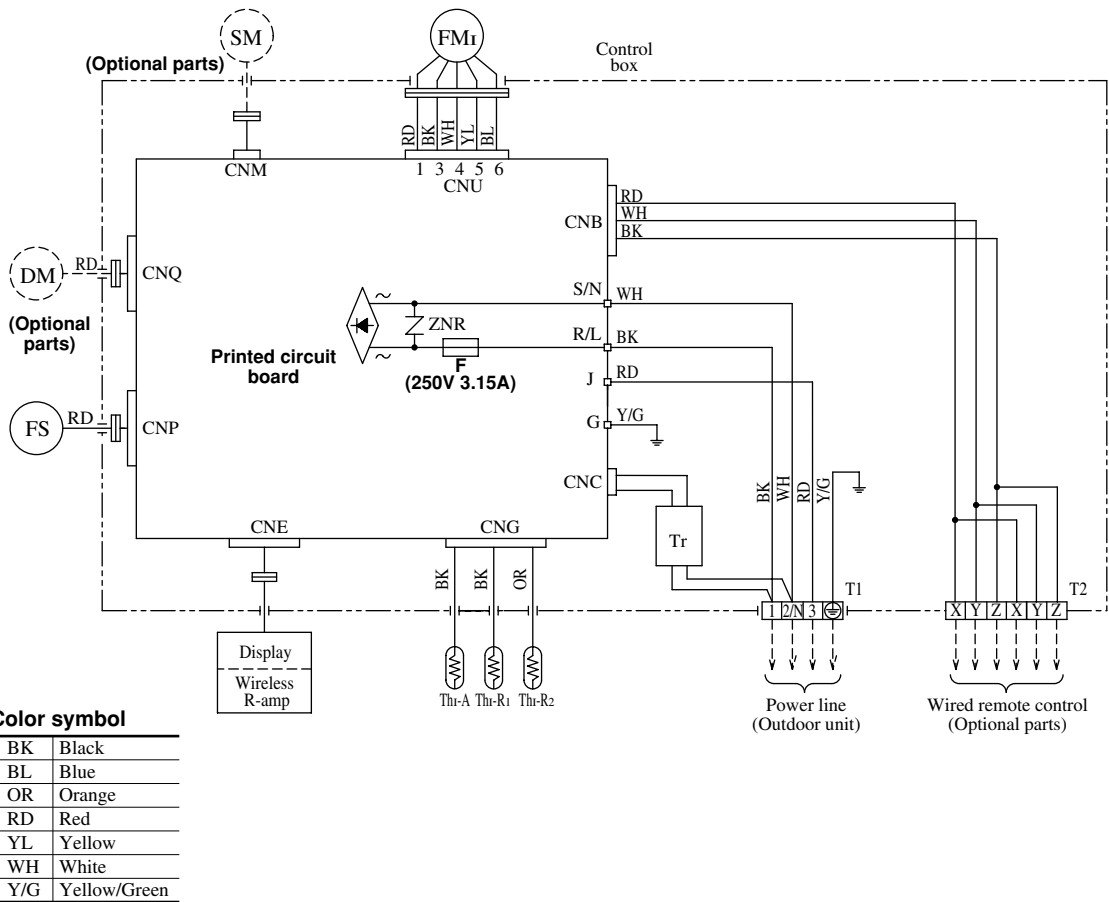 SM
(Optional parts)
FMI
Control
box
RD
BK
WH
YL
BL
CNM
1 3 4 5 6
CNU
CNB
RD
WH
BK
DM
RD
CNQ
(Optional
parts)
S/N
WH
ZNR
R/L
BK
Printed circuit
board
F
(250V 3.15A)
J
RD
FS
RD
CNP
G
Y/G
CNC
BK
WH
RD
Y/G
Tr
CNE
CNG
BK
BK
OR
1 2/N 3
T1
X Y Z X Y Z
T2
Display
Wireless
R-amp
ThI-A ThI-R1 ThI-R2
Power line
(Outdoor unit)
Wired remote control
(Optional parts)
Color symbol
BK Black
BL Blue
OR Orange
RD Red
YL Yellow
WH White
Y/G Yellow/Green